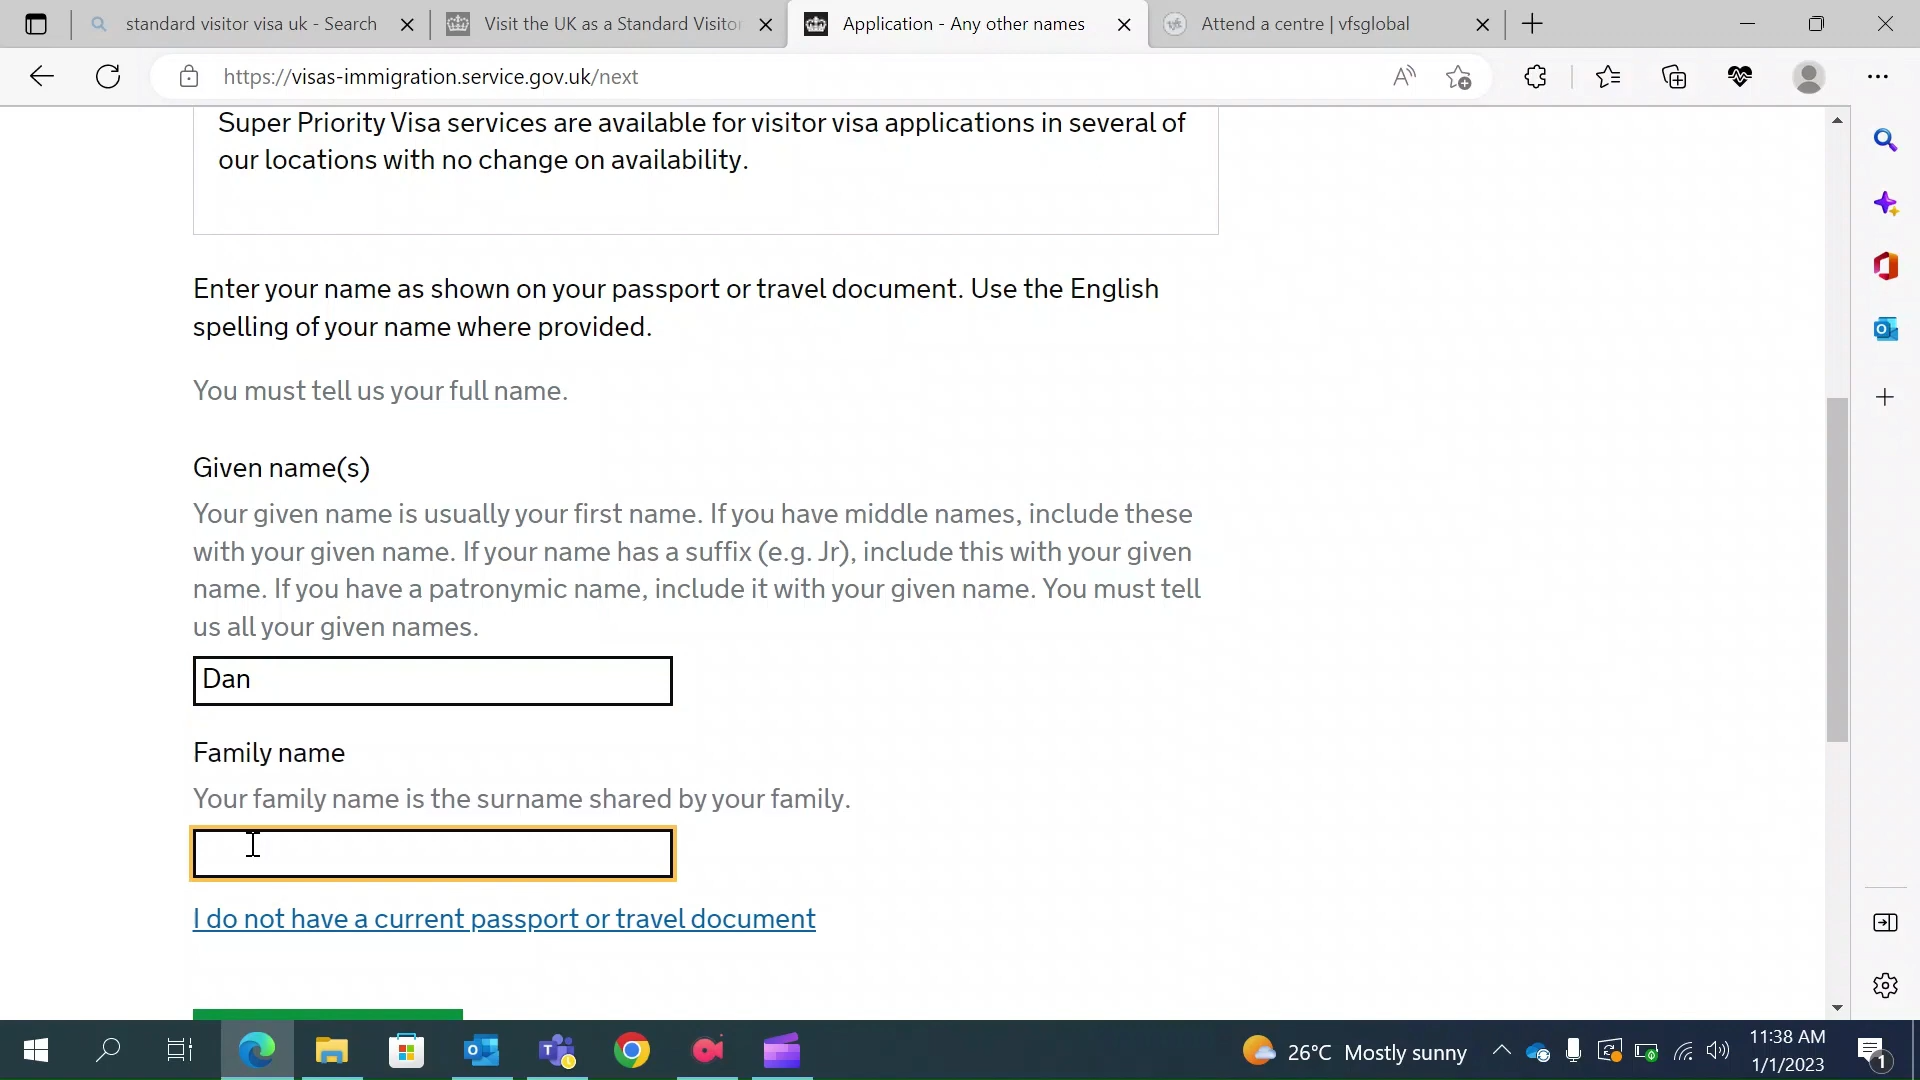 standard visitor visa uk - Search
Visit the UK as a Standard Visitor
Application - Any other names
Attend a centre | vfsglobal
https://visas-immigration.service.gov.uk/next
Super Priority Visa services are available for visitor visa applications in several of
our locations with no change on availability.
Enter your name as shown on your passport or travel document. Use the English
spelling of your name where provided.
You must tell us your full name.
Given name(s)
Your given name is usually your first name. If you have middle names, include these
with your given name. If your name has a suffix (e.g. Jr), include this with your given
name. If you have a patronymic name, include it with your given name. You must tell
us all your given names.
Dan
Family name
Your family name is the surname shared by your family.
I do not have a current passport or travel document
26°C Mostly sunny
11:38 AM
1/1/2023
1